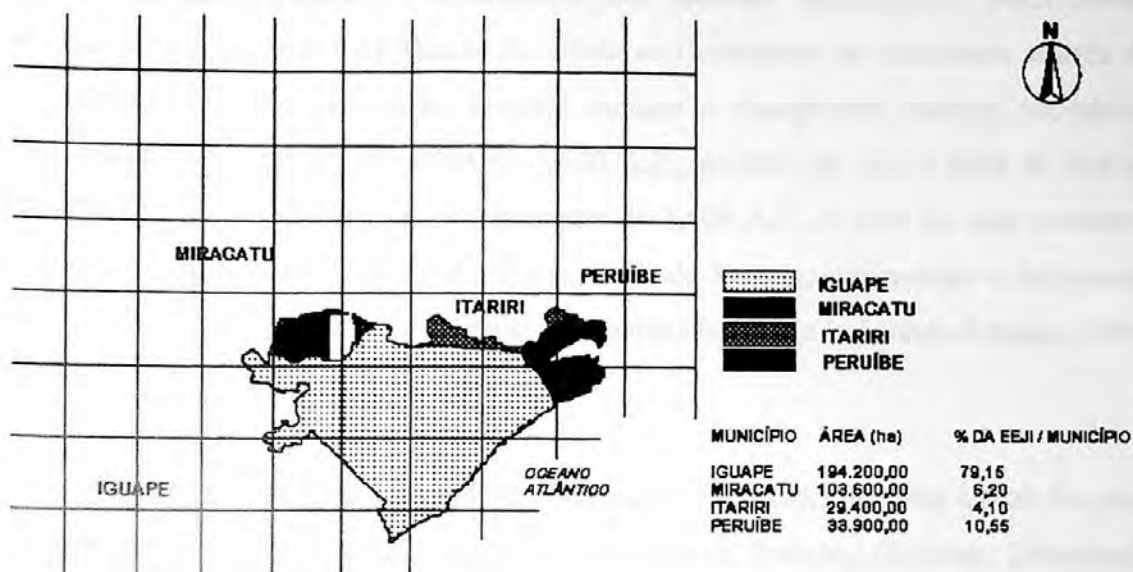 N
MIRACATU
PERUÍBE
ITARIRI
IGUAPE
MIRACATU
ITARIRI
PERUÍBE
IGUAPE
OCEANO
ATLÂNTICO
MUNICÍPIO ÁREA (ha) % DA EEJI / MUNICÍPIO
IGUAPE 194.200,00 79,15
MIRACATU 103.600,00 6,20
ITARIRI 29.400,00 4,10
PERUÍBE 33.900,00 10,55